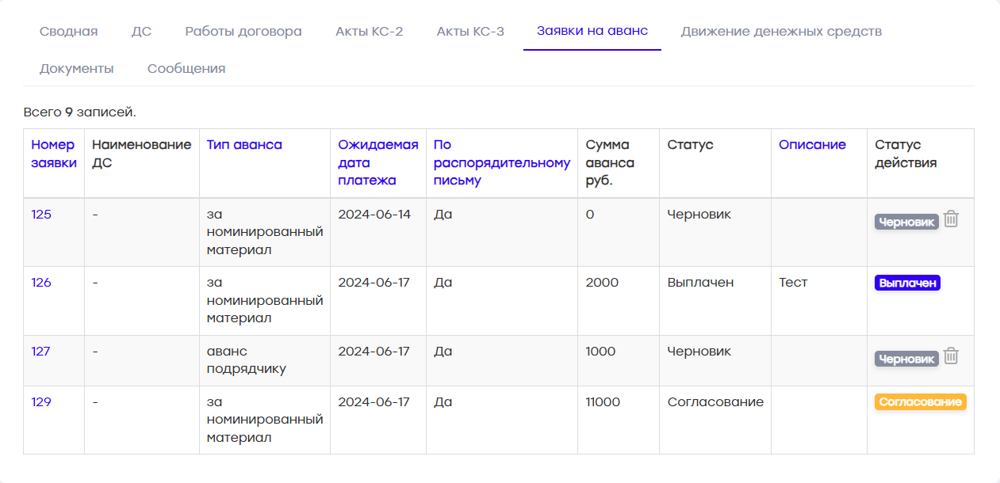 Сводная ДС Работы договора Акты КС-2 Акты КС-3 Заявки на аванс Движение денежных средств
Документы Сообщения
Всего 9 записей.
Номер заявки Наименование ДС Тип аванса Ожидаемая дата платежа По распорядительному письму Сумма аванса руб. Статус Описание Статус действия
125 - за номинированный материал 2024-06-14 Да 0 Черновик Черновик
126 - за номинированный материал 2024-06-17 Да 2000 Выплачен Тест Выплачен
127 - аванс подрядчику 2024-06-17 Да 1000 Черновик Черновик
129 - за номинированный материал 2024-06-17 Да 11000 Согласование Согласование